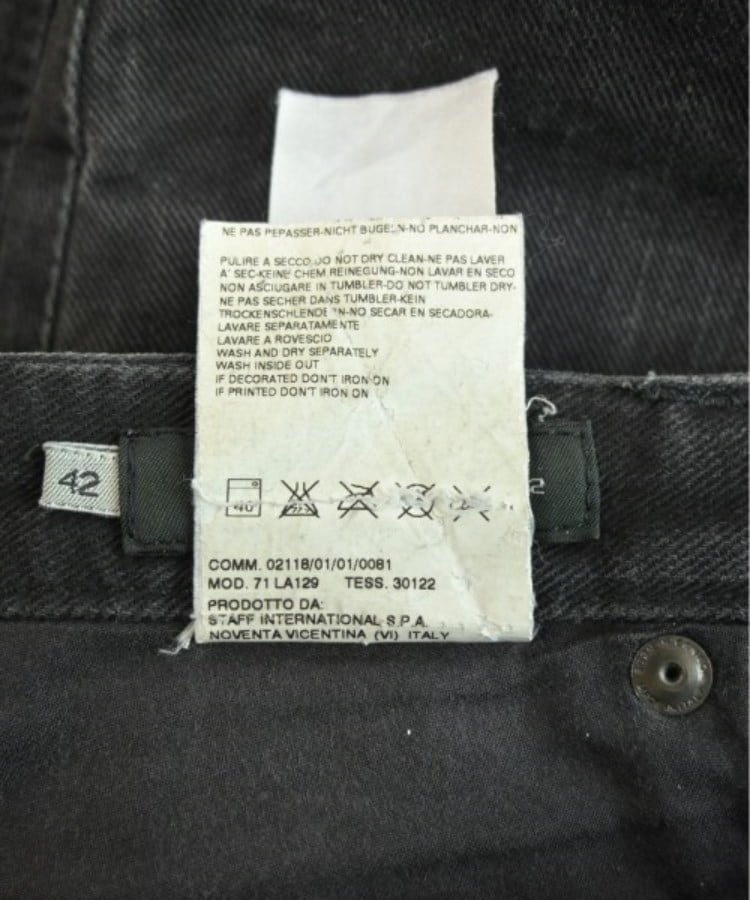 NE PAS PEPASSER-NICHT BUGELN-NO PLANCHAR-NON
PULIRE A SECCO.DO NOT DRY CLEAN-NE PAS LAVER
A' SEC-KEINE CHEM REINEGUNG-NON LAVAR EN SECO
NON ASCIUGARE IN TUMBLER-DO NOT TUMBLER DRY-
NE PAS SECHER DANS TUMBLER-KEIN
TROCKENSCHLENDE N-NO SECAR EN SECADORA-
LAVARE SEPARATAMENTE
LAVARE A ROVESCIO
WASH AND DRY SEPARATELY
WASH INSIDE OUT
IF DECORATED DON'T IRON ON
IF PRINTED DON'T IRON ON
42
2
40
COMM. 02118/01/01/0081
MOD. 71 LA129 TESS. 30122
PRODOTTO DA:
STAFF INTERNATIONAL S.P.A.
NOVENTA VICENTINA (VI) ITALY